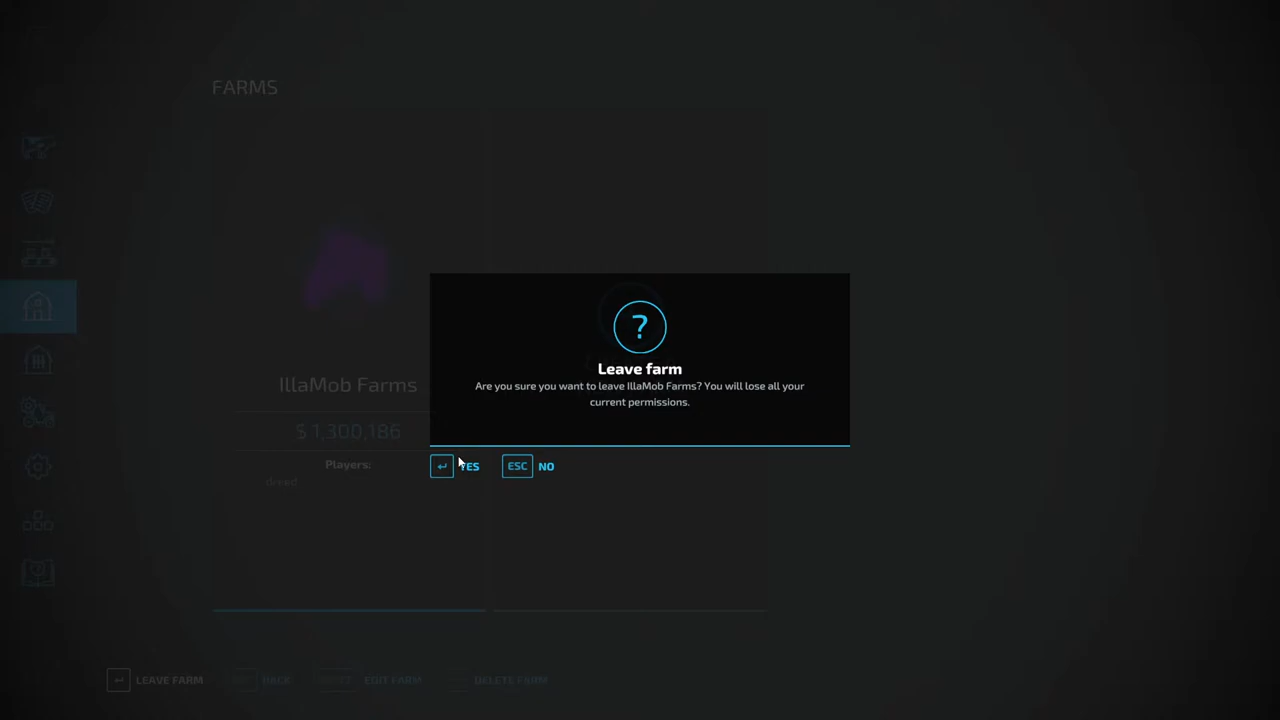 FARMS
Leave farm
Are you sure you want to leave IllaMob Farms? You will lose all your
current permissions.
YES
ESC NO
IllaMob Farms
$ 1,300,186
Players:
dread
LEAVE FARM
BACK
EDIT FARM
DELETE FARM